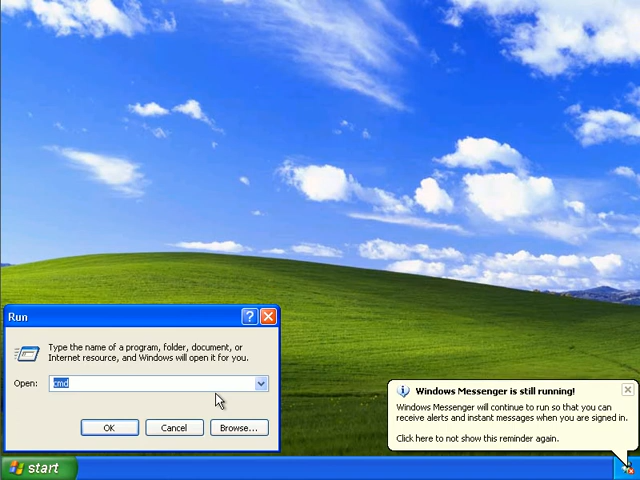 Run
Type the name of a program, folder, document, or
Internet resource, and Windows will open it for you.
Open: cmd
OK Cancel Browse...
Windows Messenger is still running!
Windows Messenger will continue to run so that you can
receive alerts and instant messages when you are signed in.
Click here to not show this reminder again.
start